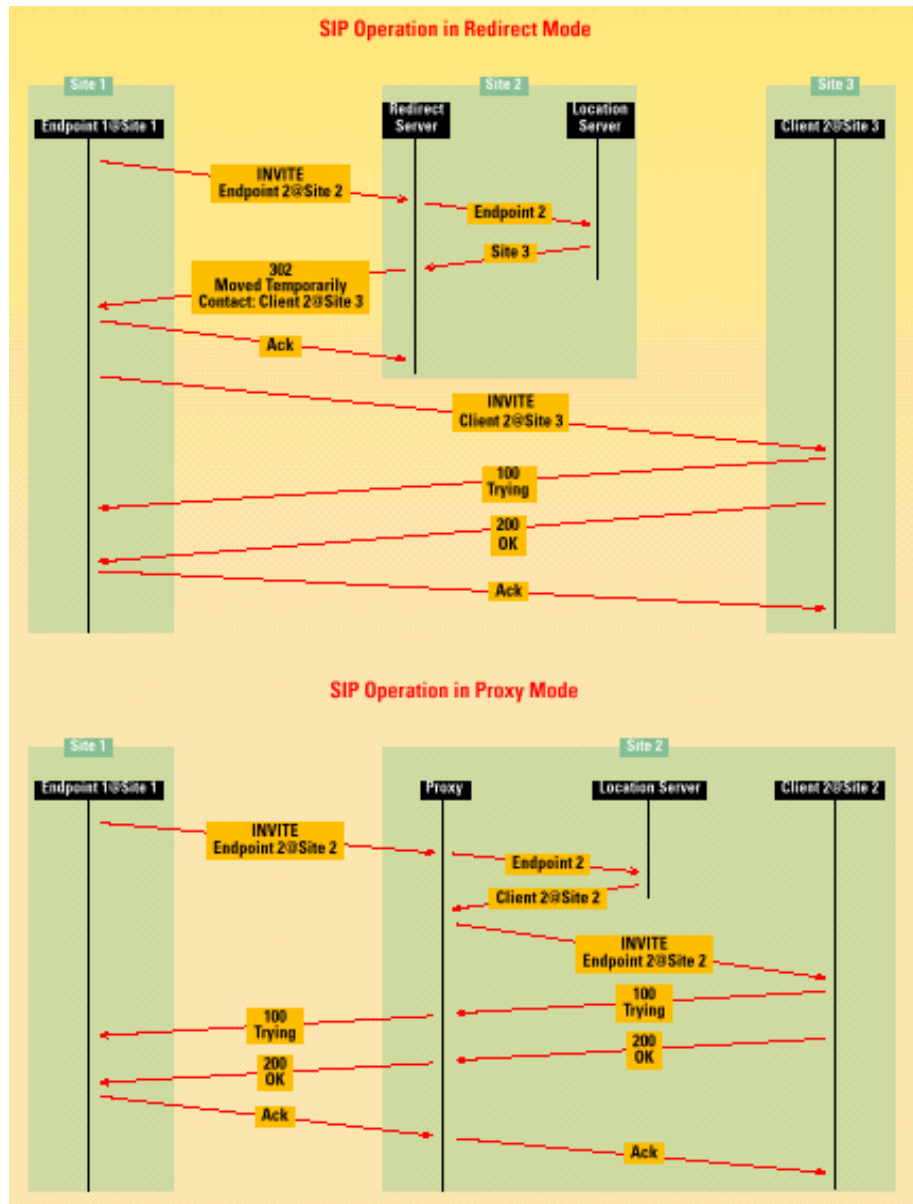 SIP Operation in Redirect Mode
Site 1
Site 2
Site 3
Endpoint 1@Site 1
Redirect
Server
Location
Server
Client 2@Site 3
INVITE
Endpoint 2@Site 2
Endpoint 2
Site 3
302
Moved Temporarily
Contact: Client 2@Site 3
Ack
INVITE
Client 2@Site 3
100
Trying
200
OK
Ack
SIP Operation in Proxy Mode
Site 1
Site 2
Endpoint 1@Site 1
Proxy
Location Server
Client 2@Site 2
INVITE
Endpoint 2@Site 2
Endpoint 2
Client 2@Site 2
INVITE
Endpoint 2@Site 2
100
Trying
100
Trying
200
OK
200
OK
Ack
Ack